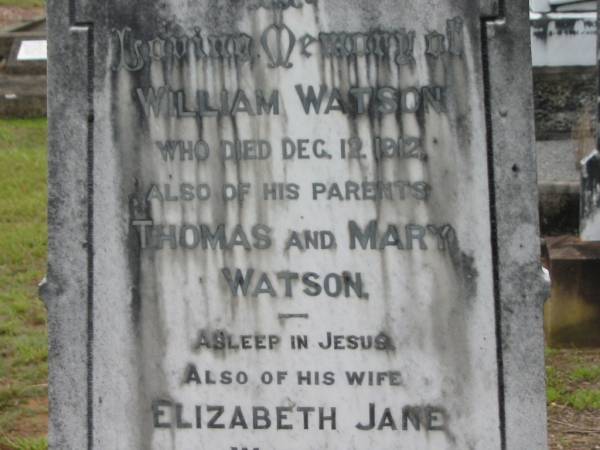 Loving Memory of
WILLIAM WATSON
WHO DIED DEC. 12, 1912,
ALSO OF HIS PARENTS
THOMAS AND MARY
WATSON.
ASLEEP IN JESUS.
ALSO OF HIS WIFE
ELIZABETH JANE